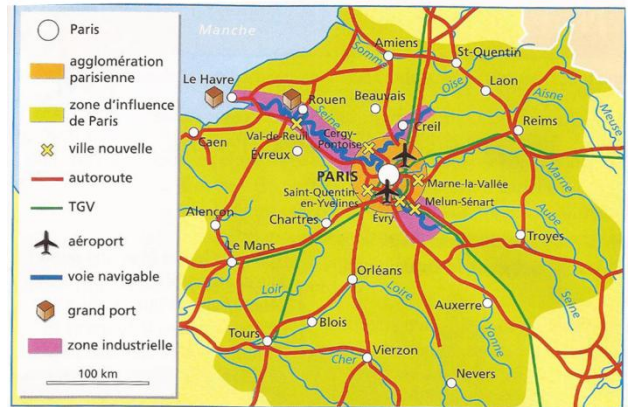 Paris
agglomération
parisienne
zone d'influence
de Paris
ville nouvelle
autoroute
TGV
aéroport
voie navigable
grand port
zone industrielle
100 km
Manche
Amiens
St-Quentin
Somme
Oise
Laon
Aisne
Meuse
Le Havre
Rouen
Beauvais
Creil
Reims
Seine
Caen
Val-de-Reuil
Cergy-
Pontoise
Évreux
PARIS
Marne-la-Vallée
Marne
Saint-Quentin-
en-Yvelines
Melun-Sénart
Alençon
Chartres
Évry
Aube
Troyes
Le Mans
Orléans
Loir
Loire
Seine
Auxerre
Blois
Tours
Yonne
Cher
Vierzon
Nevers